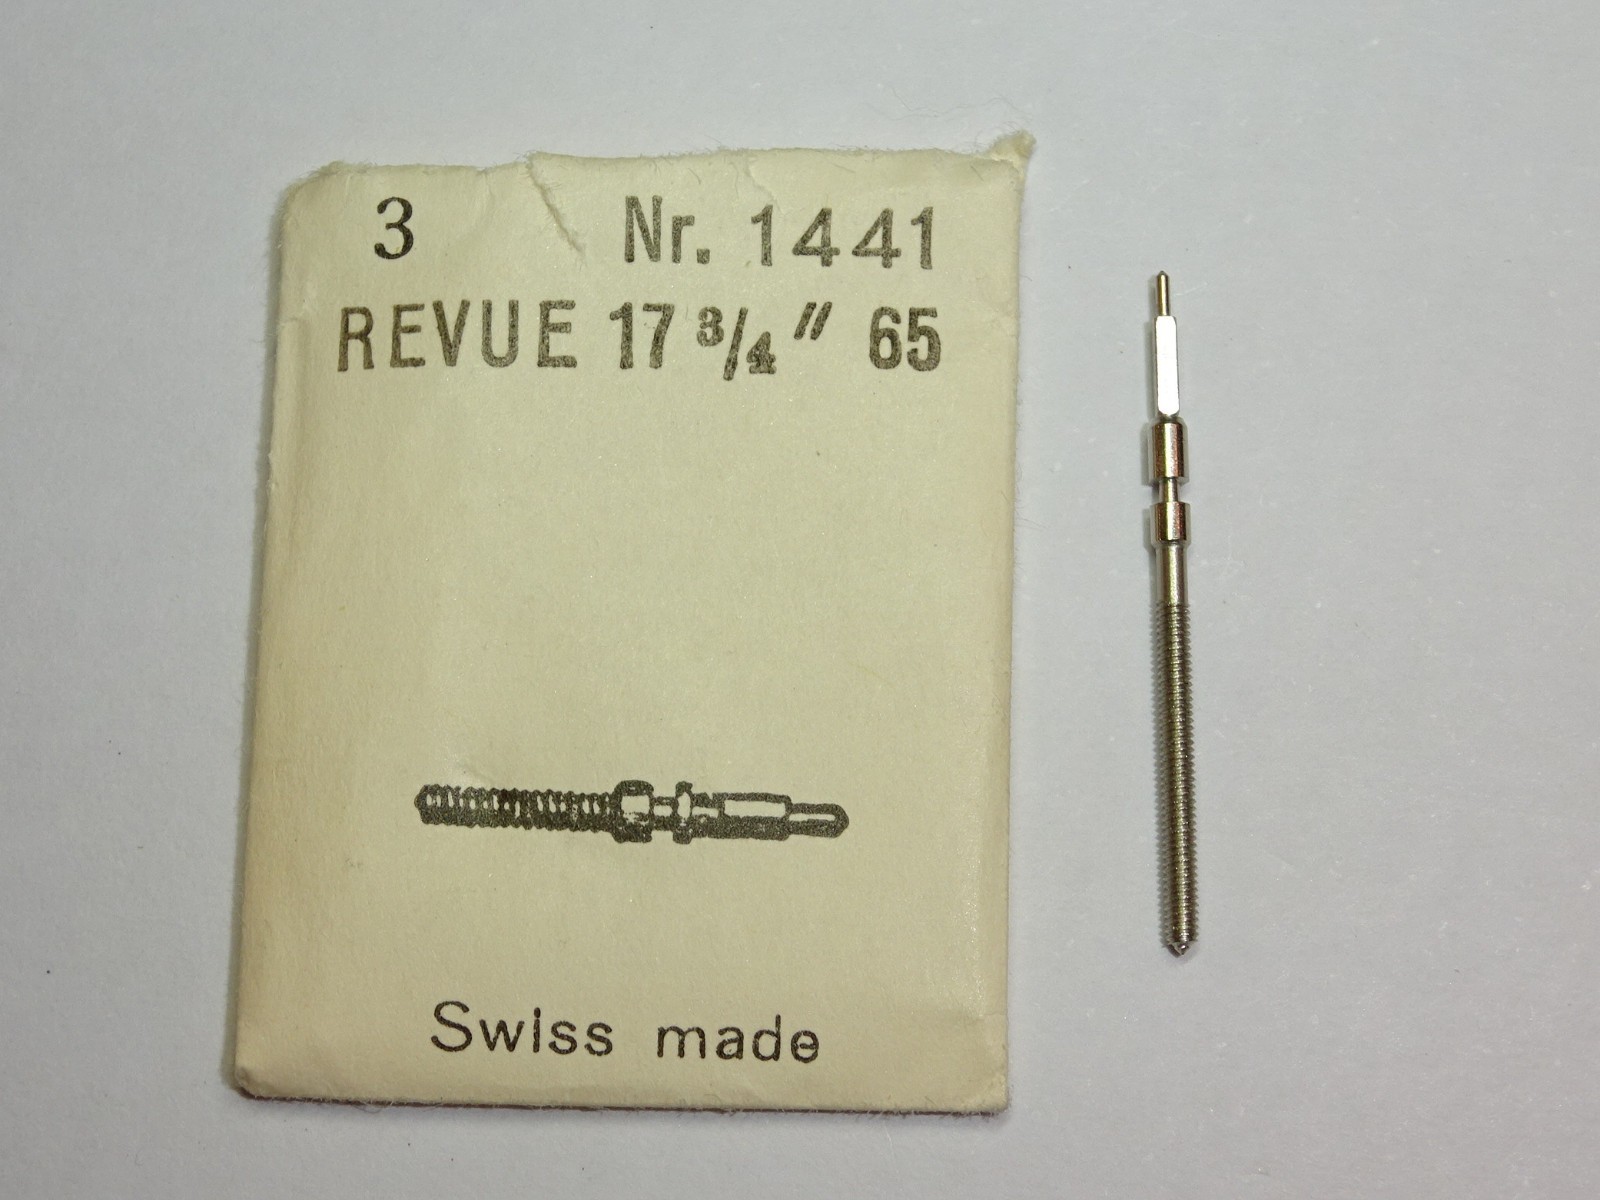 3 Nr. 1441
REVUE 17 3/4 " 65
Swiss made